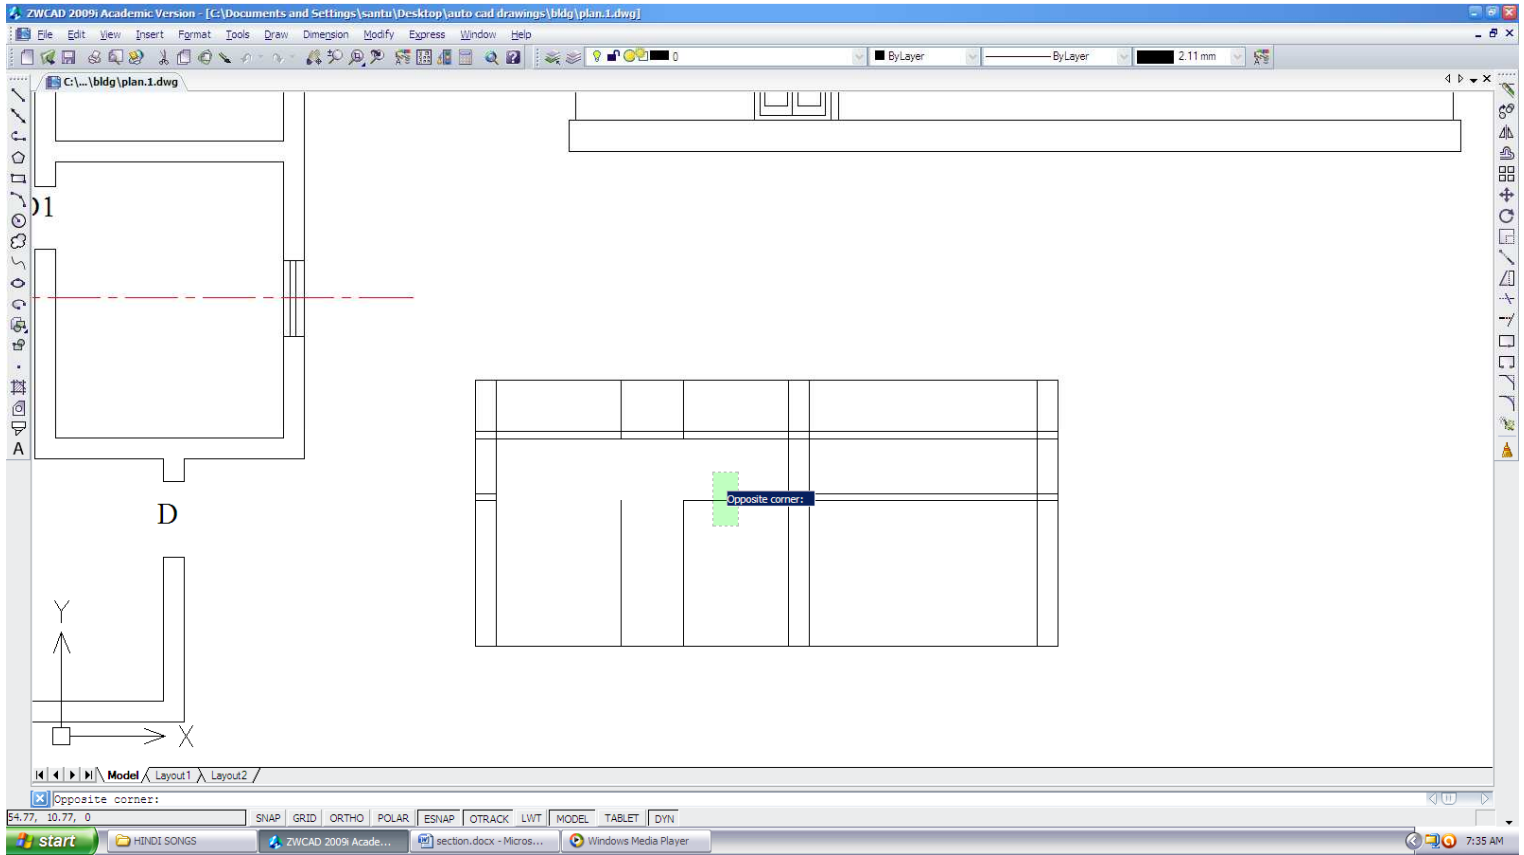 ZWCAD 2009i Academic Version - [C:\Documents and Settings\santu\Desktop\auto cad drawings\bldg\plan.1.dwg]
File Edit View Insert Format Tools Draw Dimension Modify Express Window Help
0 ByLayer ByLayer 2.11 mm
C:\...\bldg\plan.1.dwg
D1
Opposite corner:
D
Y
X
Model Layout1 Layout2
Opposite corner:
54.77, 10.77, 0 SNAP GRID ORTHO POLAR ESNAP OTRACK LWT MODEL TABLET DYN
start HINDI SONGS ZWCAD 2009i Acade... section.docx - Micros... Windows Media Player 7:35 AM